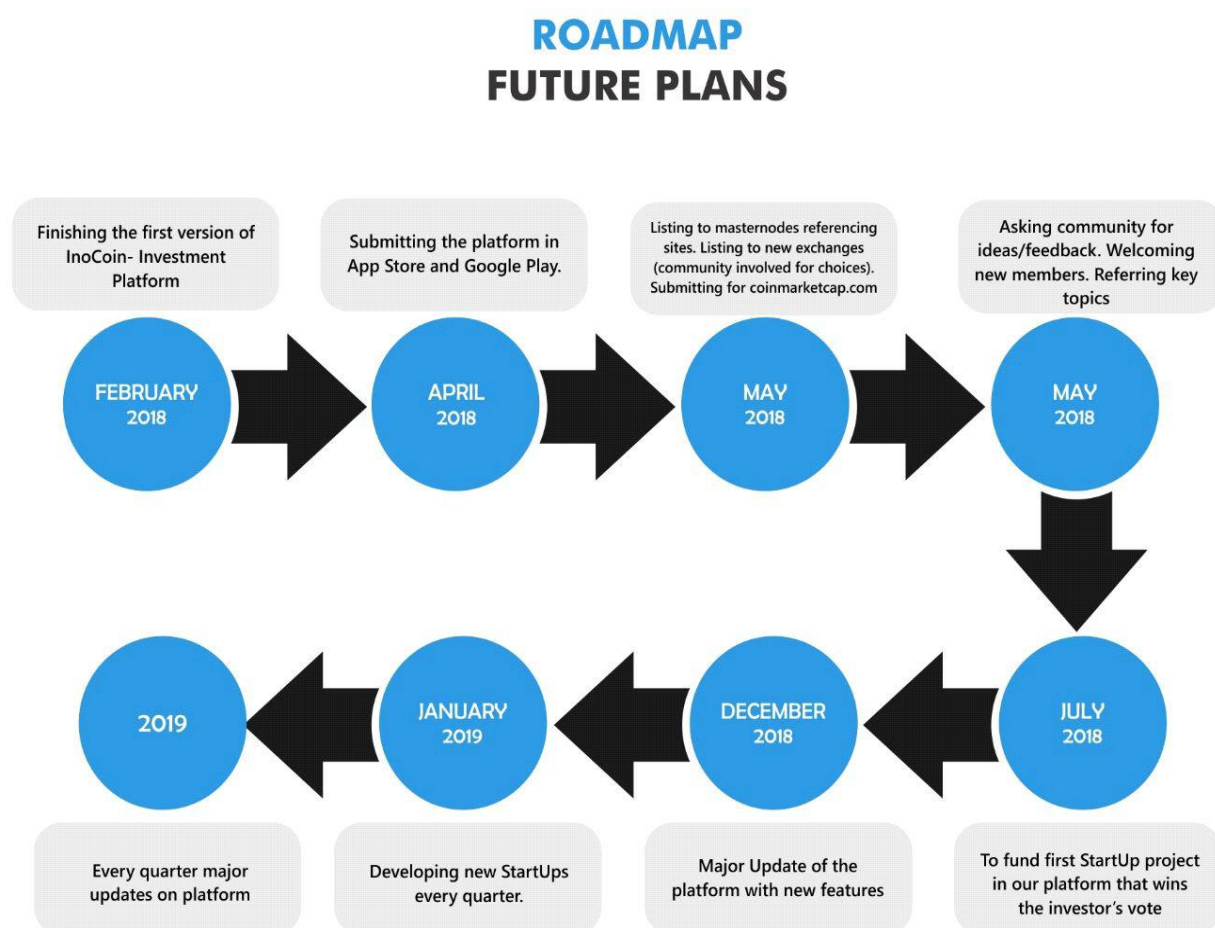 ROADMAP
FUTURE PLANS
Finishing the first version of
InoCoin- Investment
Platform
Submitting the platform in
App Store and Google Play.
Listing to masternodes referencing
sites. Listing to new exchanges
(community involved for choices).
Submitting for coinmarketcap.com
Asking community for
ideas/feedback. Welcoming
new members. Referring key
topics
FEBRUARY
2018
APRIL
2018
MAY
2018
MAY
2018
JULY
2018
DECEMBER
2018
JANUARY
2019
2019
To fund first StartUp project
in our platform that wins
the investor's vote
Major Update of the
platform with new features
Developing new StartUps
every quarter.
Every quarter major
updates on platform